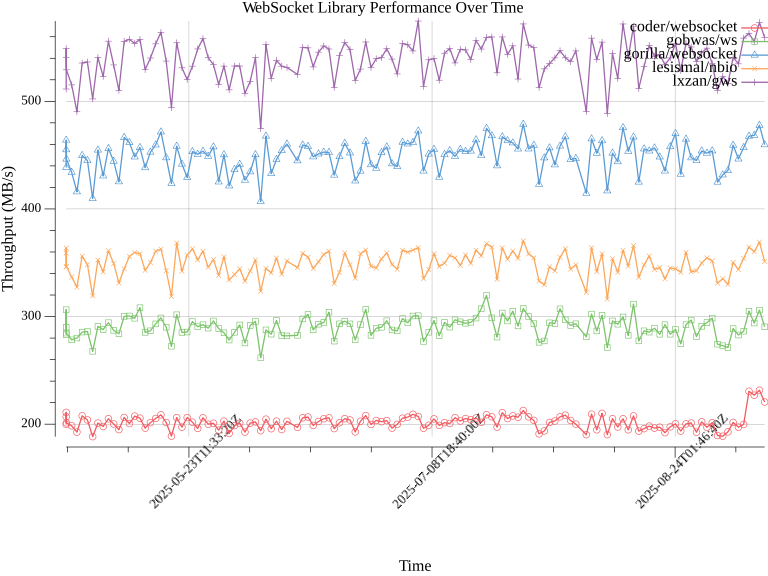 WebSocket Library Performance Over Time
coder/websocket
gobwas/ws
gorilla/websocket
lesismal/nbio
lxzan/gws
Throughput (MB/s)
500
400
300
200
2025-05-23T11:33:20Z
2025-07-08T18:40:00Z
2025-08-24T01:46:40Z
Time